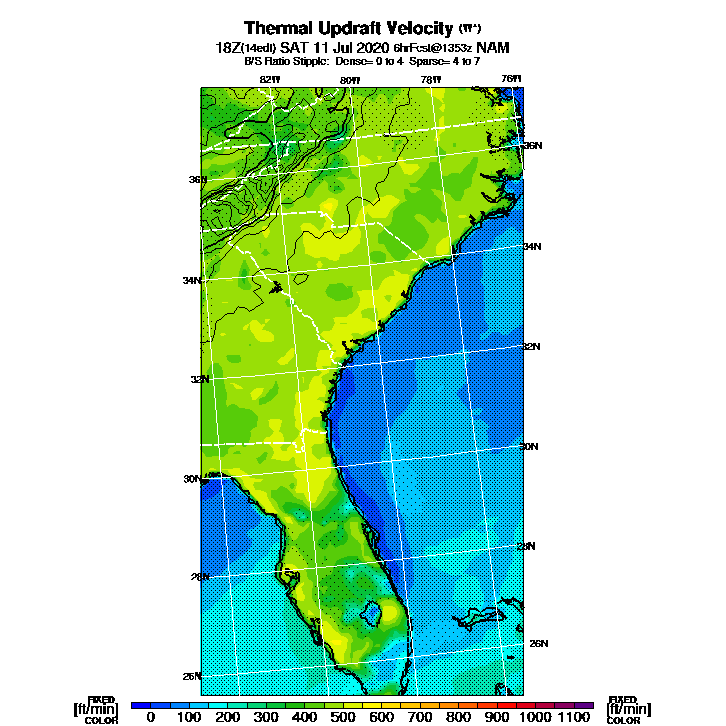 Thermal Updraft Velocity (W*)
18Z(14edt) SAT 11 Jul 2020 6hrFcst@1353z NAM
B/S Ratio Stipple: Dense= 0 to 4 Sparse= 4 to 7
82W 80W 78W 76W
36N
36N
34N
34N
32N
32N
30N
30N
28N
28N
26N
26N
FIXED FIXED
[ft/min] [ft/min]
COLOR COLOR
0 100 200 300 400 500 600 700 800 900 1000 1100